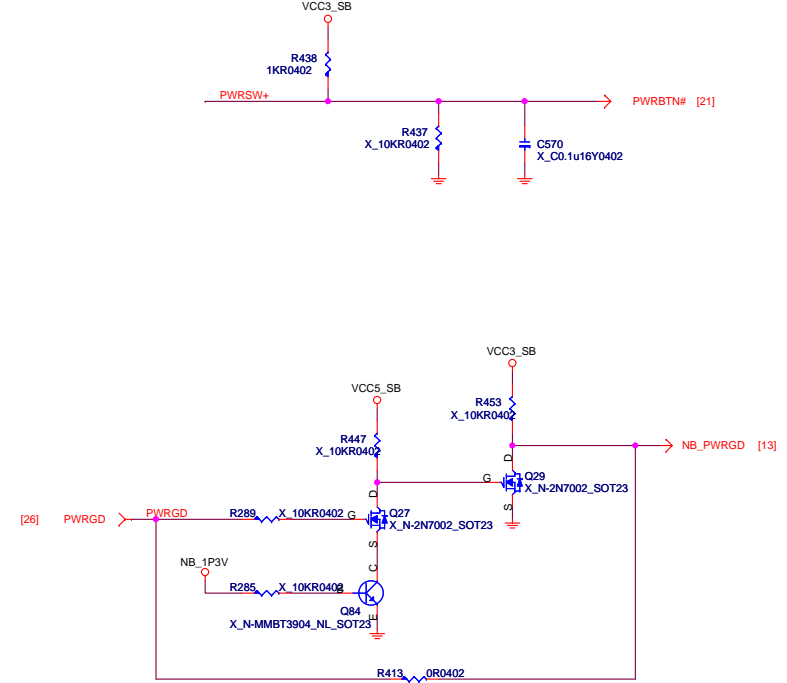 VCC3_SB
R438
1KR0402
PWRSW+
PWRBTN# [21]
R437
X_10KR0402
C570
X_C0.1u16Y0402
VCC3_SB
VCC5_SB
R453
X_10KR0402
R447
X_10KR0402
NB_PWRGD [13]
D
G
Q29
X_N-2N7002_SOT23
S
D
[26] PWRGD PWRGD
R289 X_10KR0402
G
Q27
X_N-2N7002_SOT23
S
NB_1P3V
C
R285 X_10KR0402
B
Q84
E
X_N-MMBT3904_NL_SOT23
R413 0R0402